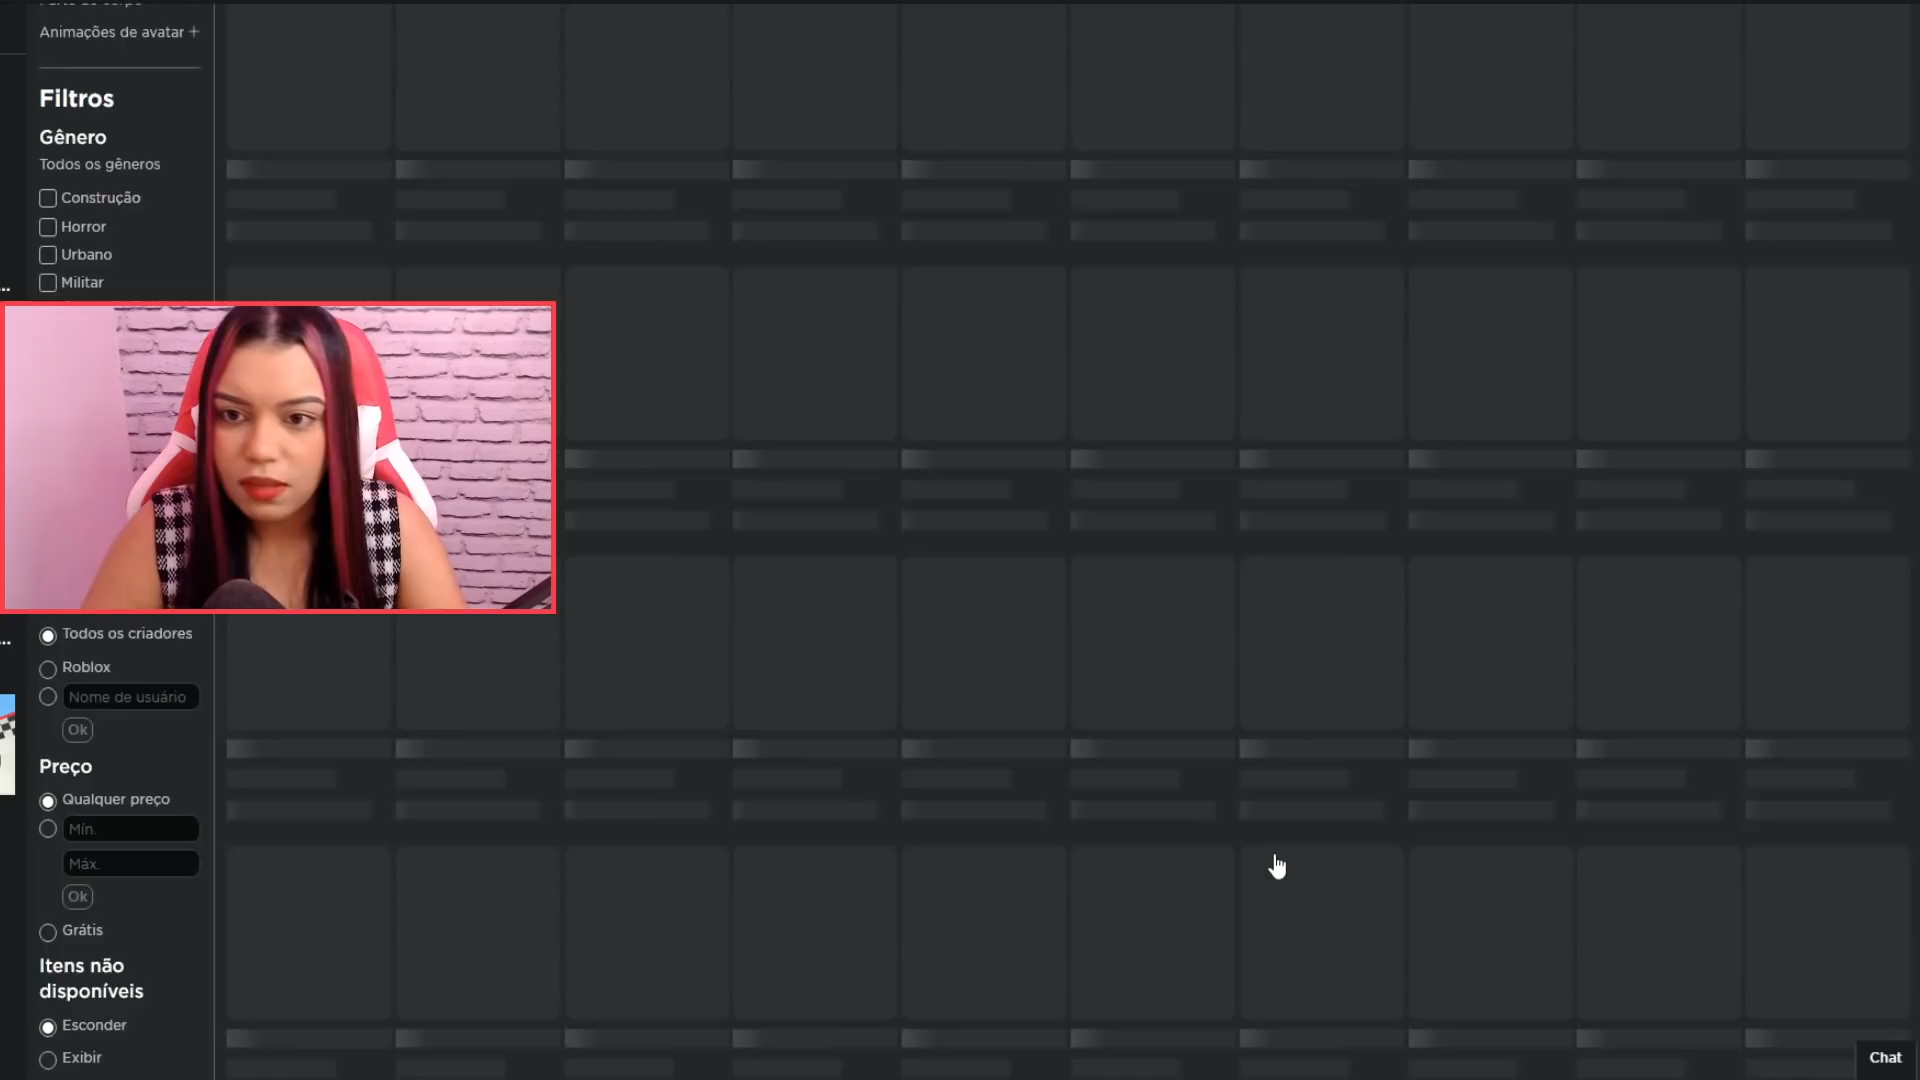 Animações de avatar +
Filtros
Gênero
Todos os gêneros
Construção
Horror
Urbano
Militar
Todos os criadores
Roblox
Nome de usuário
Ok
Preço
Qualquer preço
Mín.
Máx.
Ok
Grátis
Itens não
disponíveis
Esconder
Exibir
Chat